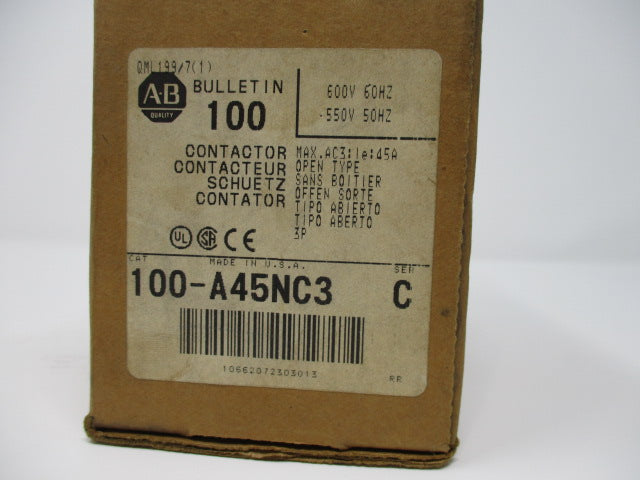 QML199/7(1)
A-B
QUALITY
BULLETIN
100
600V 60HZ
550V 50HZ
CONTACTOR
CONTACTEUR
SCHUETZ
CONTATOR
MAX.AC3:Ie:45A
OPEN TYPE
SANS BOITIER
OFFEN SORTE
TIPO ABIERTO
TIPO ABERTO
3P
UL SA CE
MADE IN U.S.A.
CAT
SER
100-A45NC3 C
10662072303013
RR